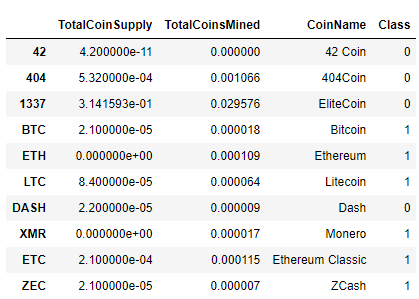 TotalCoinSupply TotalCoinsMined CoinName Class
42 4.200000e-11 0.000000 42 Coin 0
404 5.320000e-04 0.001066 404Coin 0
1337 3.141593e-01 0.029576 EliteCoin 0
BTC 2.100000e-05 0.000018 Bitcoin 1
ETH 0.000000e+00 0.000109 Ethereum 1
LTC 8.400000e-05 0.000064 Litecoin 1
DASH 2.200000e-05 0.000009 Dash 0
XMR 0.000000e+00 0.000017 Monero 1
ETC 2.100000e-04 0.000115 Ethereum Classic 1
ZEC 2.100000e-05 0.000007 ZCash 1